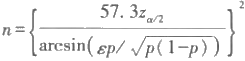 n = { 57.3z_{α/2} / arcsin( εp / √p(1-p) ) }²